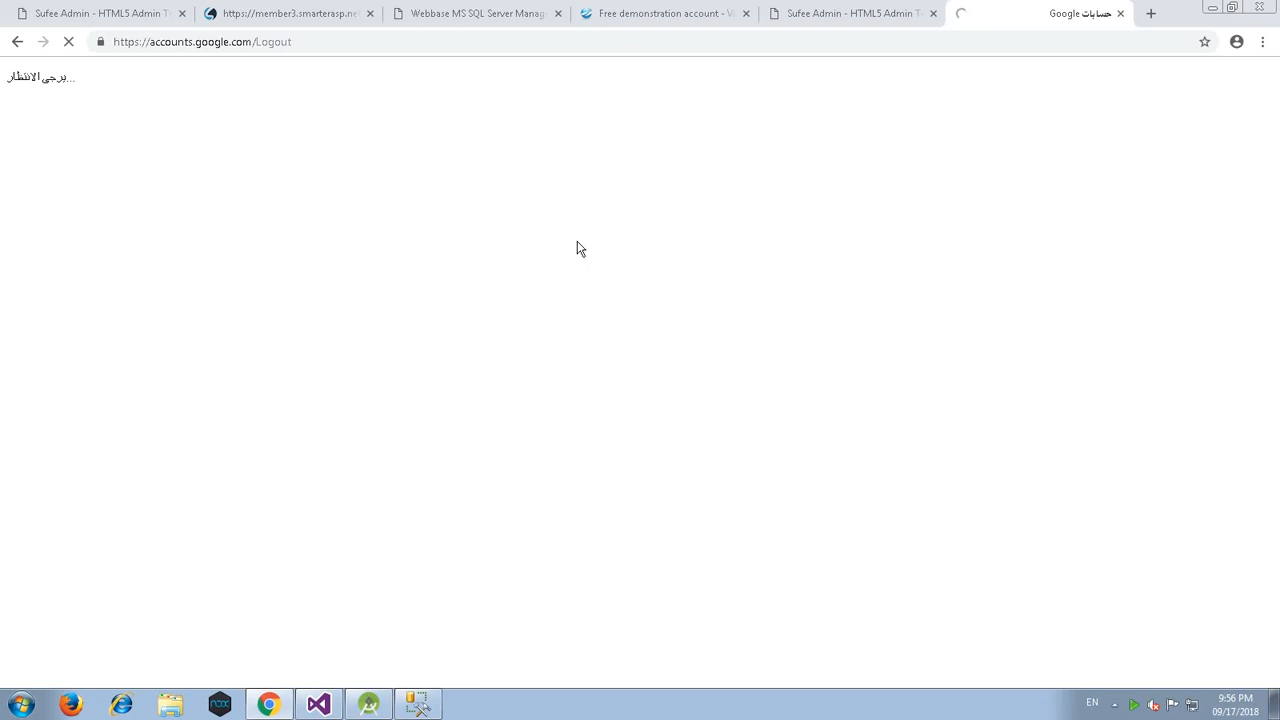 Sufee Admin - HTML5 Admin T
https://member3.smarterasp.ne
Webbase MS SQL Server Manag
Free demonstration account - V
Sufee Admin - HTML5 Admin T
حسابات Google
https://accounts.google.com/Logout
يرجى الانتظار...
nox
EN
9:56 PM
09/17/2018